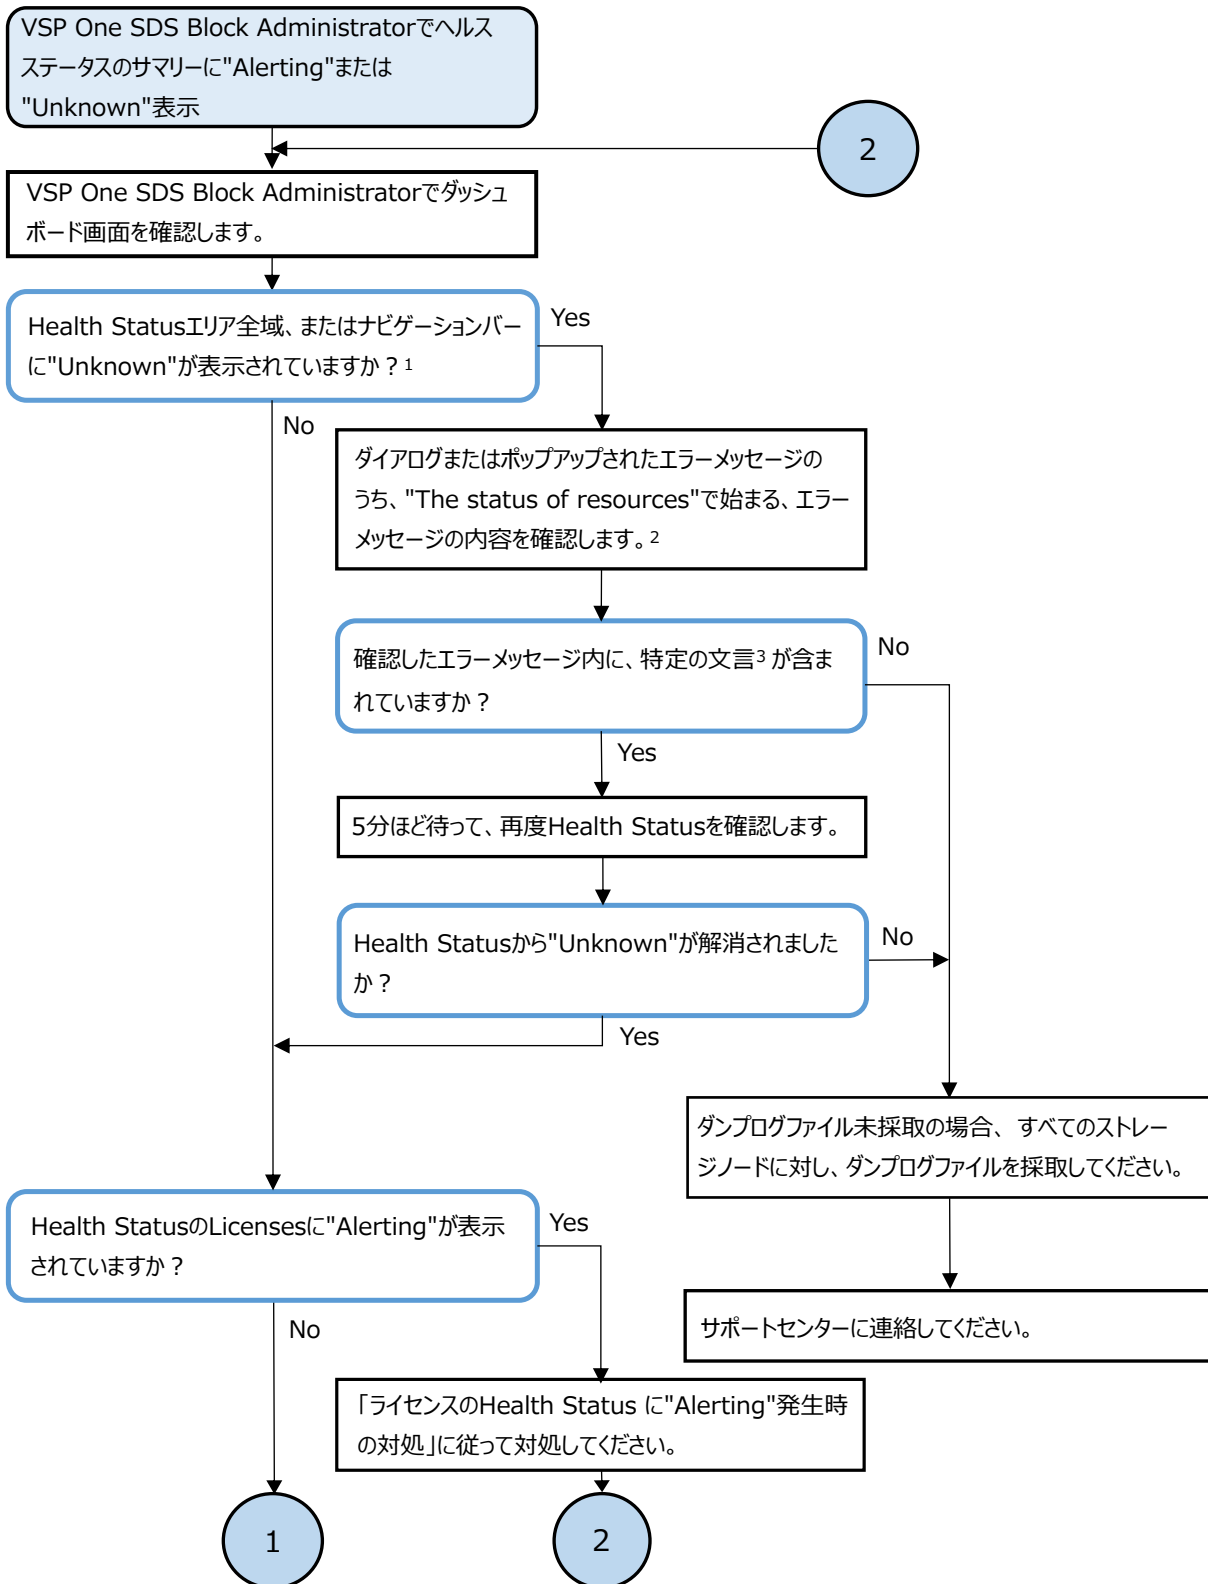 VSP One SDS Block Administratorでヘルス
ステータスのサマリーに"Alerting"または
"Unknown"表示
2
VSP One SDS Block Administratorでダッシュ
ボード画面を確認します。
Health Statusエリア全域、またはナビゲーションバー
に"Unknown"が表示されていますか？1
Yes
No
ダイアログまたはポップアップされたエラーメッセージの
うち、"The status of resources"で始まる、エラー
メッセージの内容を確認します。2
確認したエラーメッセージ内に、特定の文言3 が含ま
れていますか？
No
Yes
5分ほど待って、再度Health Statusを確認します。
Health Statusから"Unknown"が解消されました
か？
No
Yes
ダンプログファイル未採取の場合、すべてのストレー
ジノードに対し、ダンプログファイルを採取してください。
Health StatusのLicensesに"Alerting"が表示
されていますか？
Yes
No
サポートセンターに連絡してください。
「ライセンスのHealth Status に"Alerting"発生時
の対処」に従って対処してください。
1
2